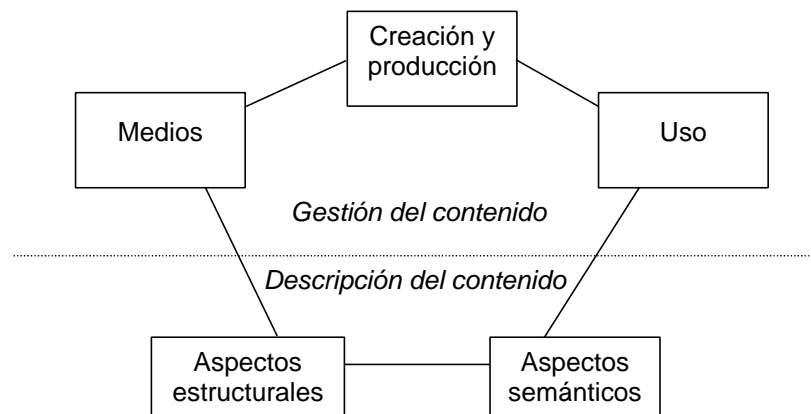 Creación y
producción
Medios
Uso
Gestión del contenido
Descripción del contenido
Aspectos
estructurales
Aspectos
semánticos